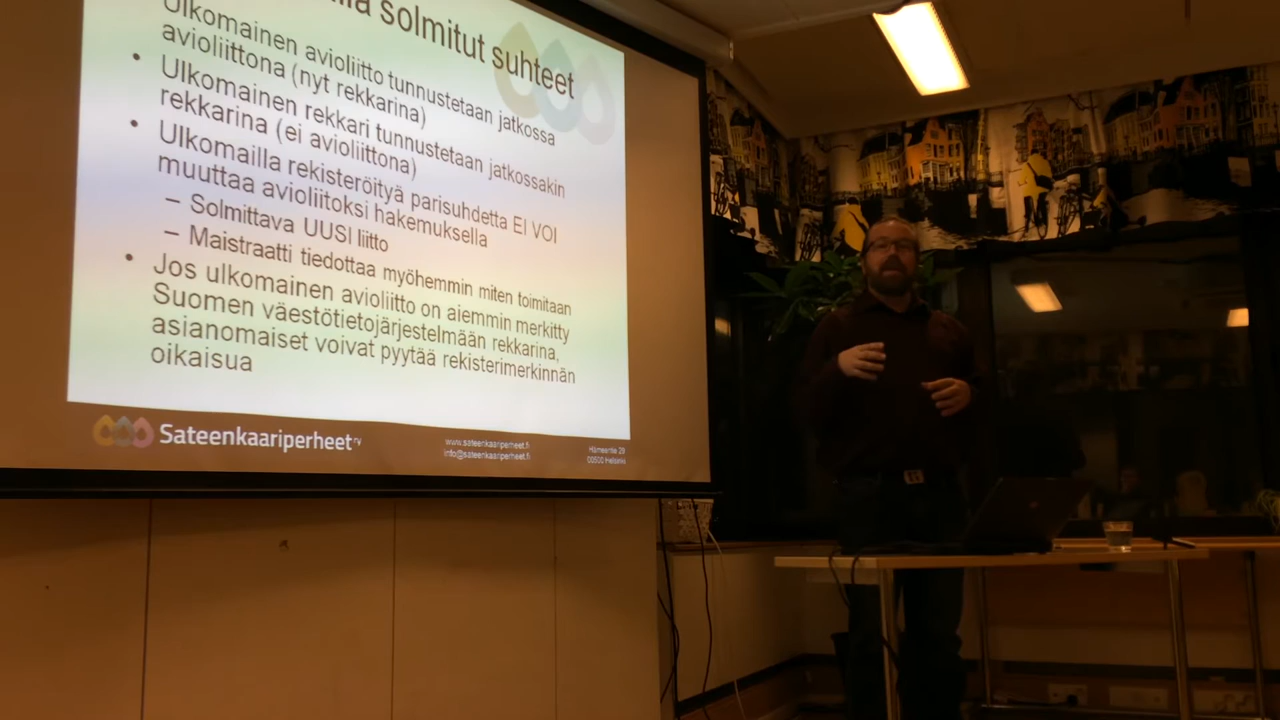 solmitut suhteet
Ulkomainen avioliitto tunnustetaan jatkossa
avioliittona (nyt rekkarina)
• Ulkomainen rekkari tunnustetaan jatkossakin
rekkarina (ei avioliittona)
• Ulkomailla rekisteröityä parisuhdetta EI VOI
muuttaa avioliitoksi hakemuksella
– Solmittava UUSI liitto
– Maistraatti tiedottaa myöhemmin miten toimitaan
• Jos ulkomainen avioliitto on aiemmin merkitty
Suomen väestötietojärjestelmään rekkarina,
asianomaiset voivat pyytää rekisterimerkinnän
oikaisua
Sateenkaariperheet ry
www.sateenkaariperheet.fi
info@sateenkaariperheet.fi
Hämeentie 29
00500 Helsinki